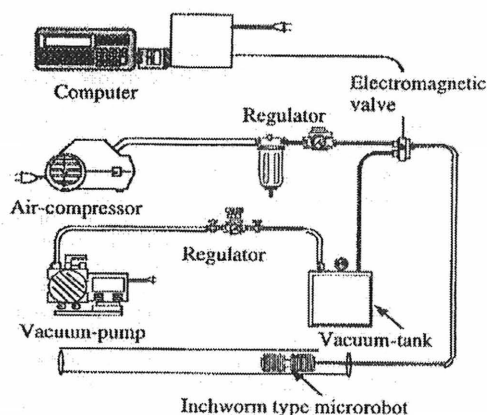 Computer
Electromagnetic
valve
Regulator
Air-compressor
Regulator
Vacuum-pump
Vacuum-tank
Inchworm type microrobot